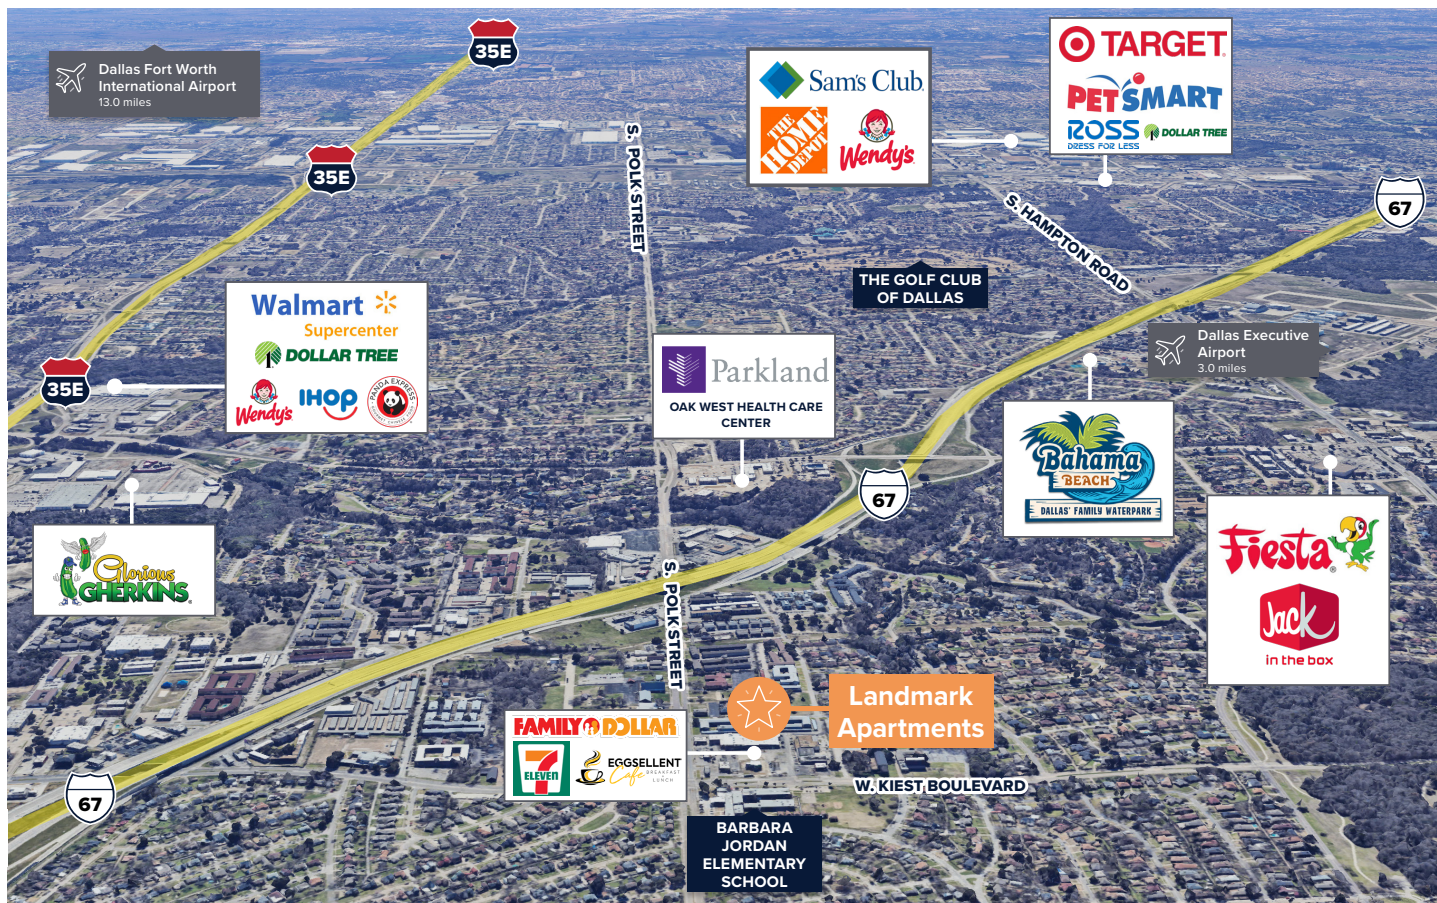 35E
Dallas Fort Worth
International Airport
13.0 miles
35E
S. POLK STREET
Sam's Club
THE
HOME
DEPOT
Wendy's
TARGET
PETSMART
ROSS
DRESS FOR LESS
DOLLAR TREE
67
S. HAMPTON ROAD
THE GOLF CLUB
OF DALLAS
Walmart
Supercenter
DOLLAR TREE
Wendy's
IHOP
PANDA EXPRESS
GOURMET CHINESE FOOD
35E
Parkland
OAK WEST HEALTH CARE
CENTER
Dallas Executive
Airport
3.0 miles
Bahama
BEACH
DALLAS' FAMILY WATERPARK
67
Glorious
GHERKINS
Fiesta
Jack
in the box
S. POLK STREET
Landmark
Apartments
FAMILY DOLLAR
7
ELEVEN
EGGSELLENT
Cafe
BREAKFAST
LUNCH
W. KIEST BOULEVARD
67
BARBARA
JORDAN
ELEMENTARY
SCHOOL